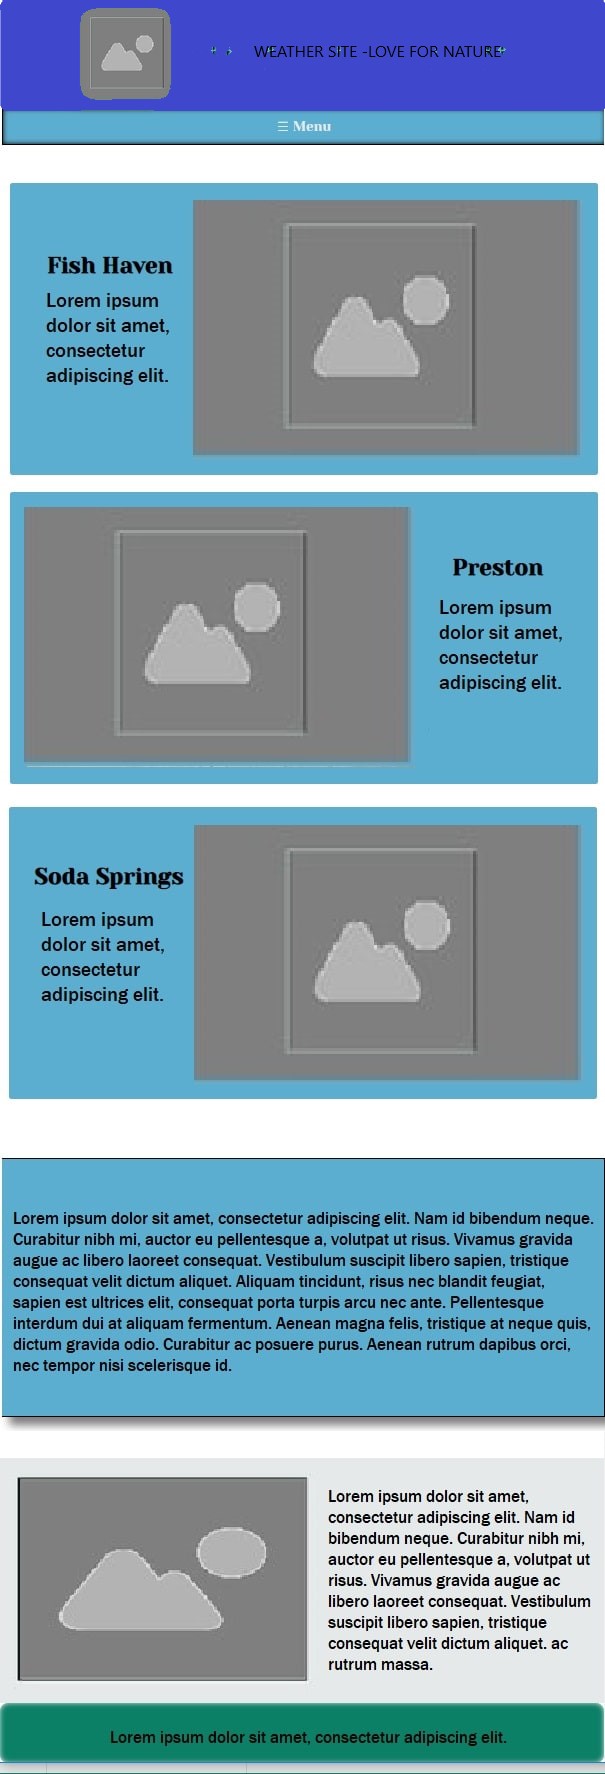 WEATHER SITE -LOVE FOR NATURE
☰ Menu
Fish Haven
Lorem ipsum
dolor sit amet,
consectetur
adipiscing elit.
Preston
Lorem ipsum
dolor sit amet,
consectetur
adipiscing elit.
Soda Springs
Lorem ipsum
dolor sit amet,
consectetur
adipiscing elit.
Lorem ipsum dolor sit amet, consectetur adipiscing elit. Nam id bibendum neque.
Curabitur nibh mi, auctor eu pellentesque a, volutpat ut risus. Vivamus gravida
augue ac libero laoreet consequat. Vestibulum suscipit libero sapien, tristique
consequat velit dictum aliquet. Aliquam tincidunt, risus nec blandit feugiat,
sapien est ultrices elit, consequat porta turpis arcu nec ante. Pellentesque
interdum dui at aliquam fermentum. Aenean magna felis, tristique at neque quis,
dictum gravida odio. Curabitur ac posuere purus. Aenean rutrum dapibus orci,
nec tempor nisi scelerisque id.
Lorem ipsum dolor sit amet,
consectetur adipiscing elit. Nam id
bibendum neque. Curabitur nibh mi,
auctor eu pellentesque a, volutpat ut
risus. Vivamus gravida augue ac
libero laoreet consequat. Vestibulum
suscipit libero sapien, tristique
consequat velit dictum aliquet. ac
rutrum massa.
Lorem ipsum dolor sit amet, consectetur adipiscing elit.